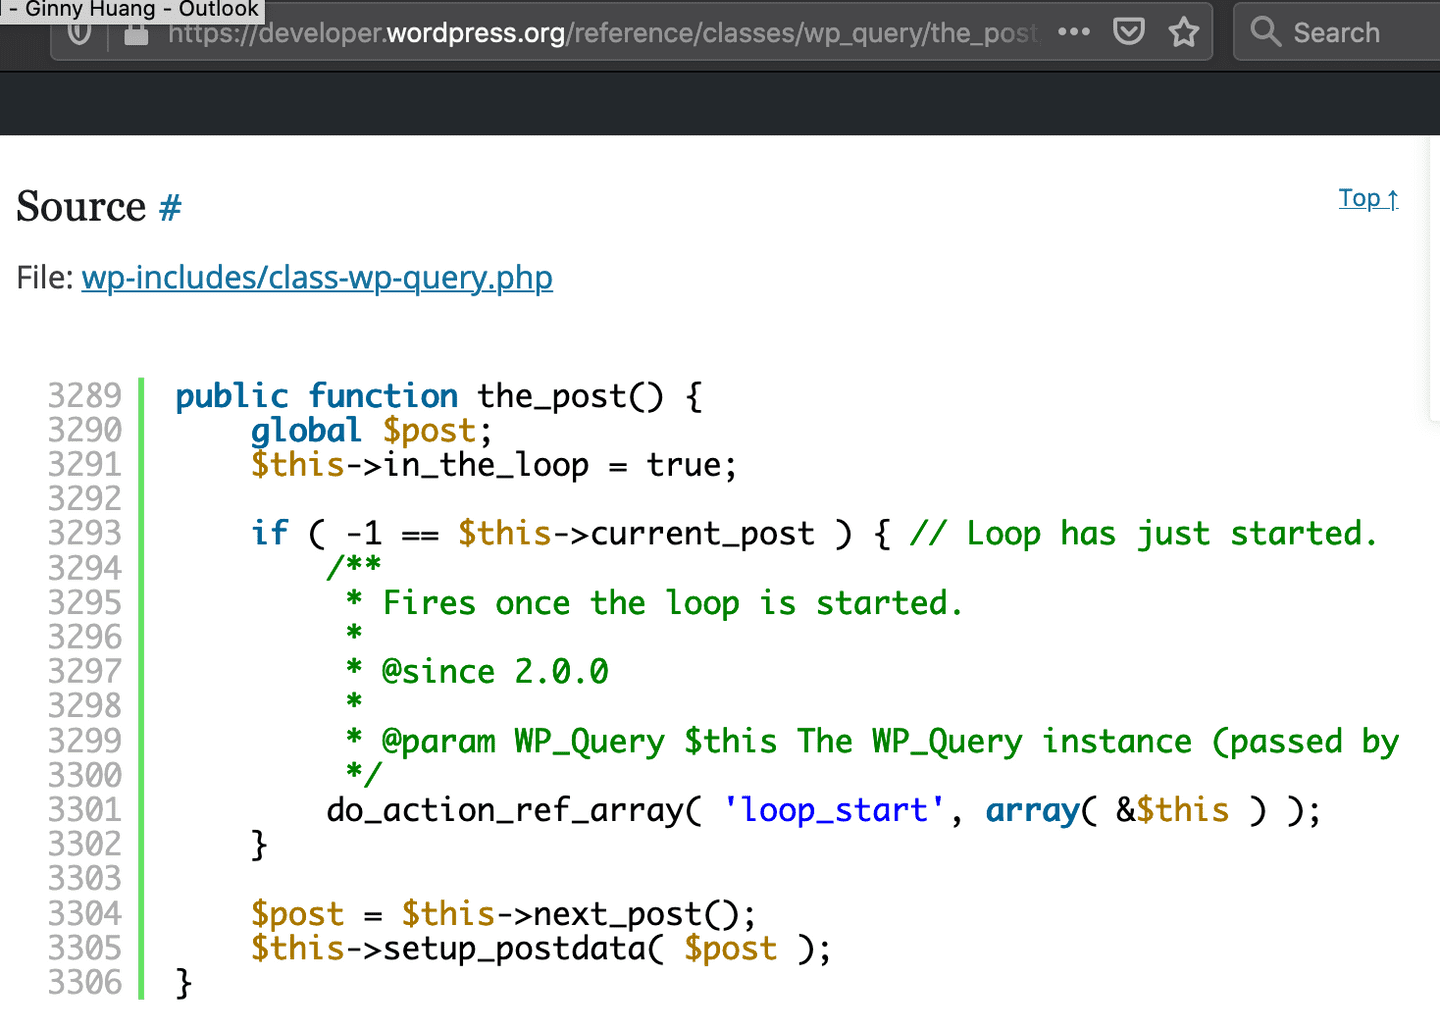 - Ginny Huang - Outlook
https://developer.wordpress.org/reference/classes/wp_query/the_post
Search
Source #
Top ↑
File: wp-includes/class-wp-query.php
3289 public function the_post() {
3290     global $post;
3291     $this->in_the_loop = true;
3292
3293     if ( -1 == $this->current_post ) { // Loop has just started.
3294         /**
3295          * Fires once the loop is started.
3296          *
3297          * @since 2.0.0
3298          *
3299          * @param WP_Query $this The WP_Query instance (passed by
3300          */
3301         do_action_ref_array( 'loop_start', array( &$this ) );
3302     }
3303
3304     $post = $this->next_post();
3305     $this->setup_postdata( $post );
3306 }